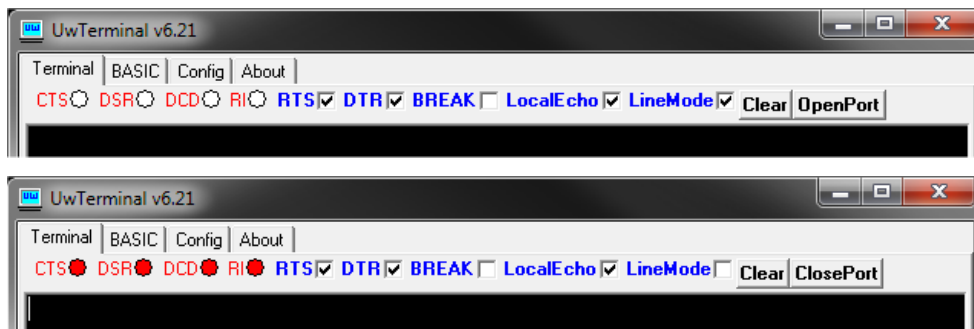 UwTerminal v6.21
Terminal BASIC Config About
CTS DSR DCD RI RTS DTR BREAK LocalEcho LineMode Clear OpenPort
UwTerminal v6.21
Terminal BASIC Config About
CTS DSR DCD RI RTS DTR BREAK LocalEcho LineMode Clear ClosePort